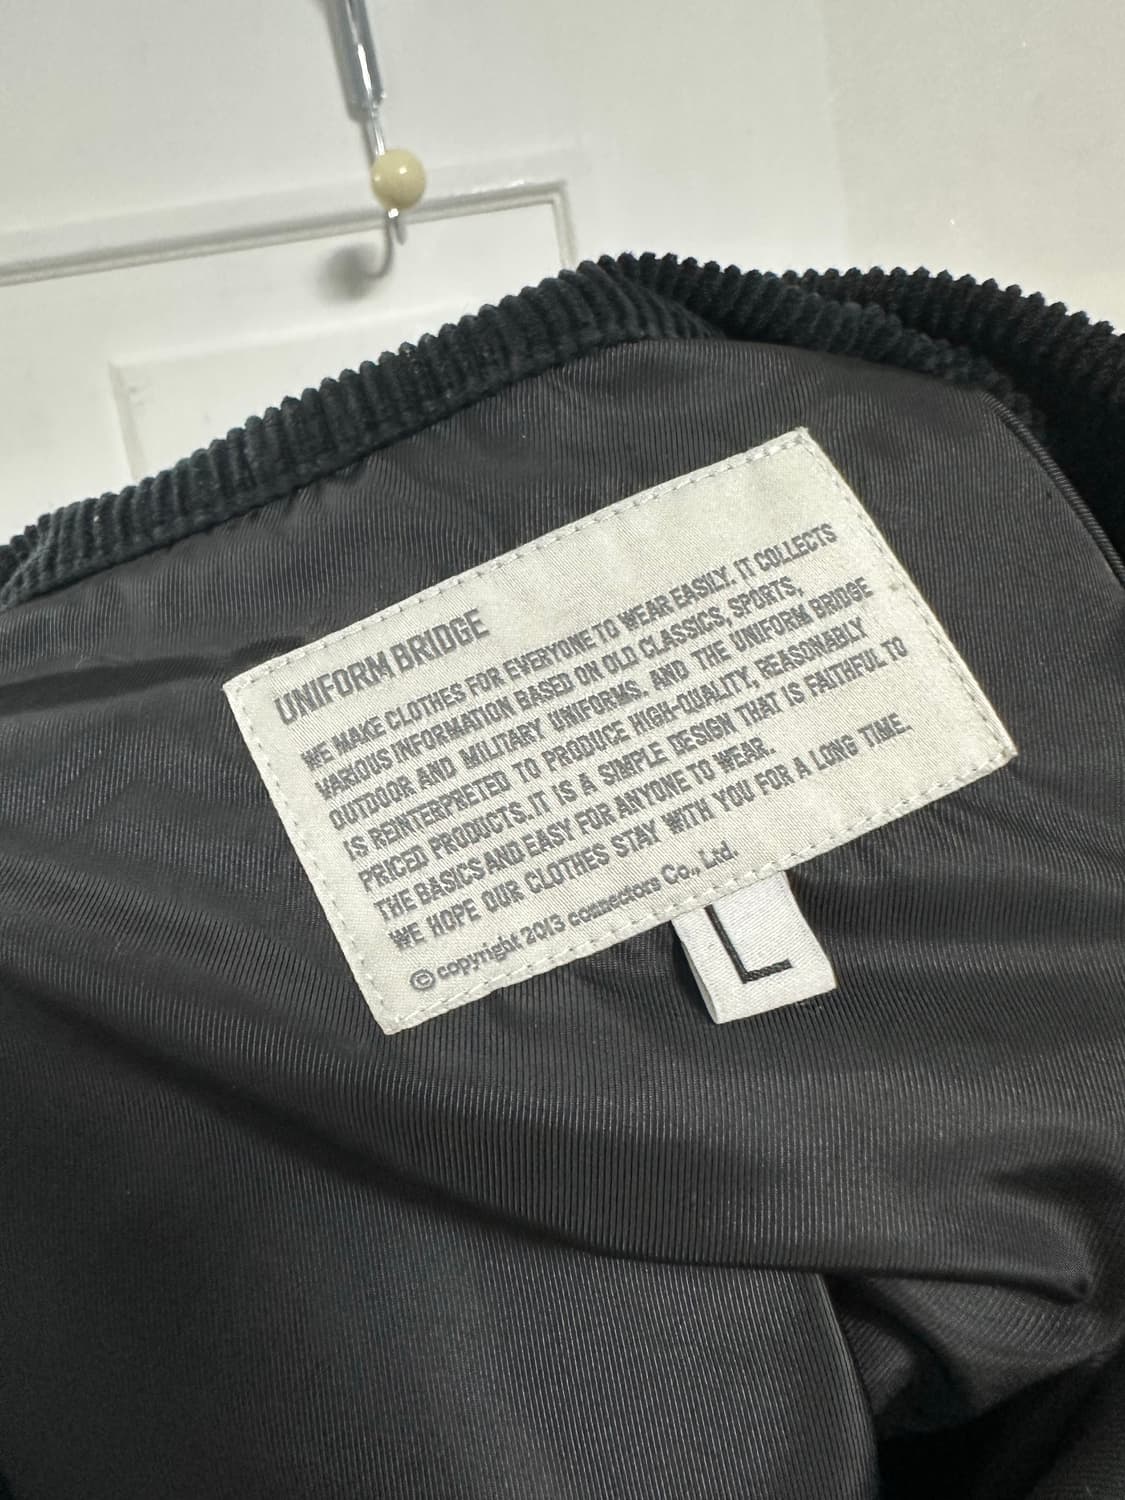 UNIFORM BRIDGE
WE MAKE CLOTHES FOR EVERYONE TO WEAR EASILY. IT COLLECTS
VARIOUS INFORMATION BASED ON OLD CLASSICS, SPORTS,
OUTDOOR AND MILITARY UNIFORMS. AND THE UNIFORM BRIDGE
IS REINTERPRETED TO PRODUCE HIGH-QUALITY, REASONABLY
PRICED PRODUCTS. IT IS A SIMPLE DESIGN THAT IS FAITHFUL TO
THE BASICS AND EASY FOR ANYONE TO WEAR.
WE HOPE OUR CLOTHES STAY WITH YOU FOR A LONG TIME.
© copyright 2013 connectors Co., Ltd.
L